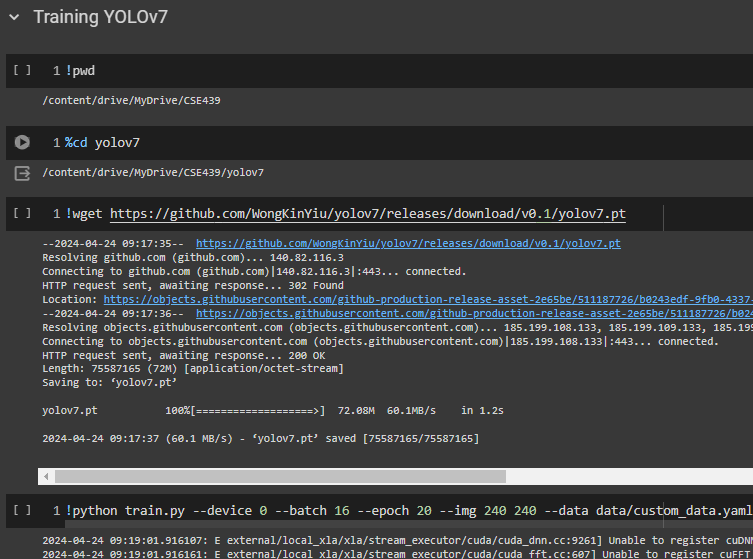 Training YOLOv7
[ ] 1 !pwd
/content/drive/MyDrive/CSE439
1 %cd yolov7
/content/drive/MyDrive/CSE439/yolov7
[ ] 1 !wget https://github.com/WongKinYiu/yolov7/releases/download/v0.1/yolov7.pt
--2024-04-24 09:17:35--  https://github.com/WongKinYiu/yolov7/releases/download/v0.1/yolov7.pt
Resolving github.com (github.com)... 140.82.116.3
Connecting to github.com (github.com)|140.82.116.3|:443... connected.
HTTP request sent, awaiting response... 302 Found
Location: https://objects.githubusercontent.com/github-production-release-asset-2e65be/511187726/b0243edf-9fb0-4337-
--2024-04-24 09:17:36--  https://objects.githubusercontent.com/github-production-release-asset-2e65be/511187726/b024
Resolving objects.githubusercontent.com (objects.githubusercontent.com)... 185.199.108.133, 185.199.109.133, 185.199
Connecting to objects.githubusercontent.com (objects.githubusercontent.com)|185.199.108.133|:443... connected.
HTTP request sent, awaiting response... 200 OK
Length: 75587165 (72M) [application/octet-stream]
Saving to: ‘yolov7.pt’
yolov7.pt           100%[===================>]  72.08M  60.1MB/s    in 1.2s
2024-04-24 09:17:37 (60.1 MB/s) - ‘yolov7.pt’ saved [75587165/75587165]
[ ] 1 !python train.py --device 0 --batch 16 --epoch 20 --img 240 240 --data data/custom_data.yaml
2024-04-24 09:19:01.916107: E external/local_xla/xla/stream_executor/cuda/cuda_dnn.cc:9261] Unable to register cuDNN
2024-04-24 09:19:01.916161: E external/local_xla/xla/stream_executor/cuda/cuda_fft.cc:607] Unable to register cuFFT